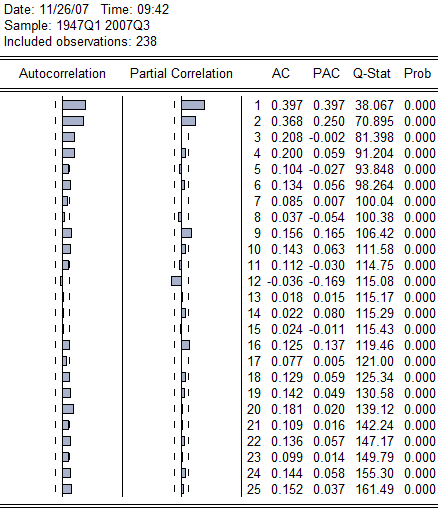 Date: 11/26/07 Time: 09:42
Sample: 1947Q1 2007Q3
Included observations: 238
Autocorrelation Partial Correlation AC PAC Q-Stat Prob
1 0.397 0.397 38.067 0.000
2 0.368 0.250 70.895 0.000
3 0.208 -0.002 81.398 0.000
4 0.200 0.059 91.204 0.000
5 0.104 -0.027 93.848 0.000
6 0.134 0.056 98.264 0.000
7 0.085 0.007 100.04 0.000
8 0.037 -0.054 100.38 0.000
9 0.156 0.165 106.42 0.000
10 0.143 0.063 111.58 0.000
11 0.112 -0.030 114.75 0.000
12 -0.036 -0.169 115.08 0.000
13 0.018 0.015 115.17 0.000
14 0.022 0.080 115.29 0.000
15 0.024 -0.011 115.43 0.000
16 0.125 0.137 119.46 0.000
17 0.077 0.005 121.00 0.000
18 0.129 0.059 125.34 0.000
19 0.142 0.049 130.58 0.000
20 0.181 0.020 139.12 0.000
21 0.109 0.016 142.24 0.000
22 0.136 0.057 147.17 0.000
23 0.099 0.014 149.79 0.000
24 0.144 0.058 155.30 0.000
25 0.152 0.037 161.49 0.000